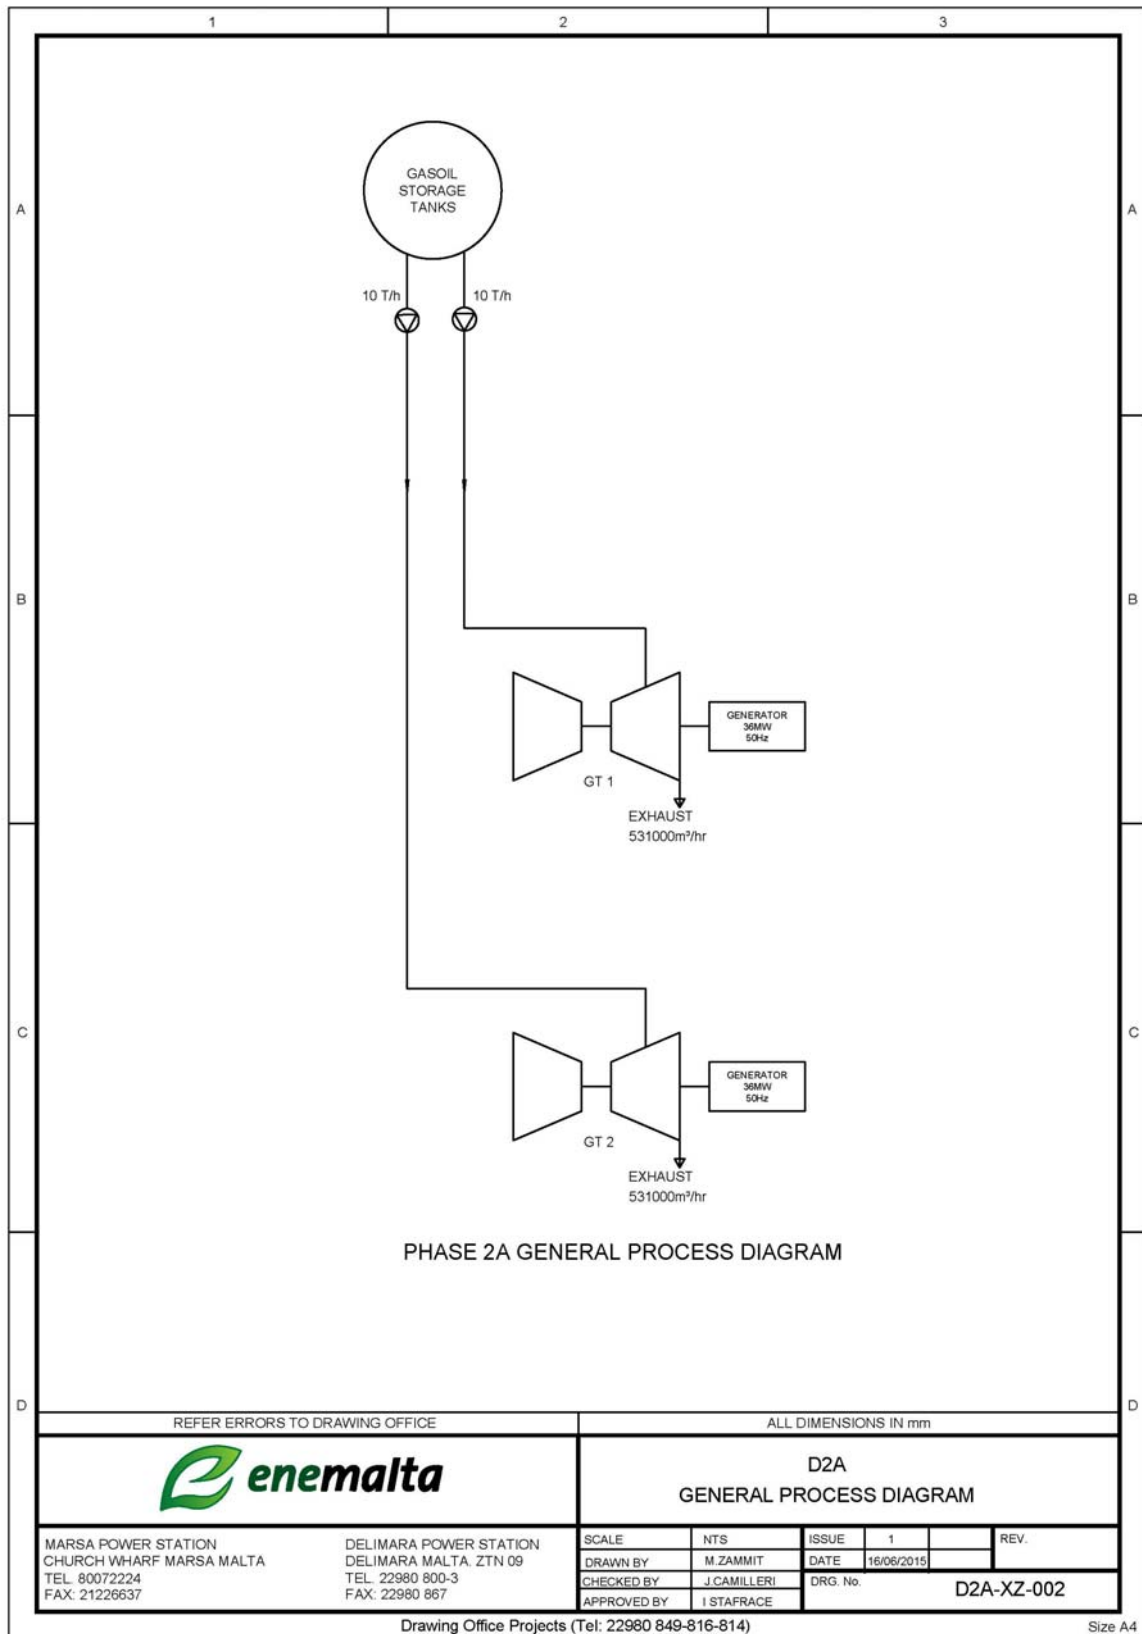 1 2 3
A A
GASOIL
STORAGE
TANKS
10 T/h 10 T/h
B B
GENERATOR
36MW
50Hz
GT 1
EXHAUST
531000m³/hr
C C
GENERATOR
36MW
50Hz
GT 2
EXHAUST
531000m³/hr
PHASE 2A GENERAL PROCESS DIAGRAM
D D
REFER ERRORS TO DRAWING OFFICE
ALL DIMENSIONS IN mm
enemalta
D2A
GENERAL PROCESS DIAGRAM
MARSA POWER STATION
CHURCH WHARF MARSA MALTA
TEL. 80072224
FAX: 21226637
DELIMARA POWER STATION
DELIMARA MALTA. ZTN 09
TEL. 22980 800-3
FAX: 22980 867
SCALE NTS ISSUE 1 REV.
DRAWN BY M.ZAMMIT DATE 16/06/2015
CHECKED BY J.CAMILLERI DRG. No. D2A-XZ-002
APPROVED BY I STAFRACE
Drawing Office Projects (Tel: 22980 849-816-814)
Size A4